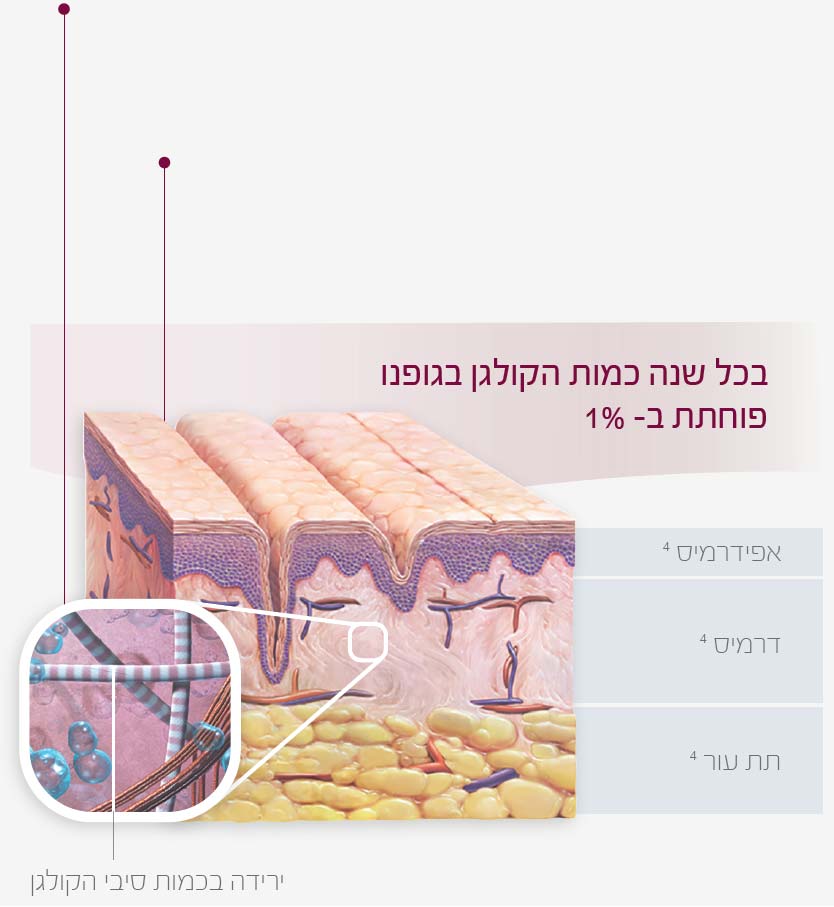 בכל שנה כמות הקולגן בגופנו
פוחתת ב- 1%
אפידרמיס 4
דרמיס 4
תת עור 4
ירידה בכמות סיבי הקולגן